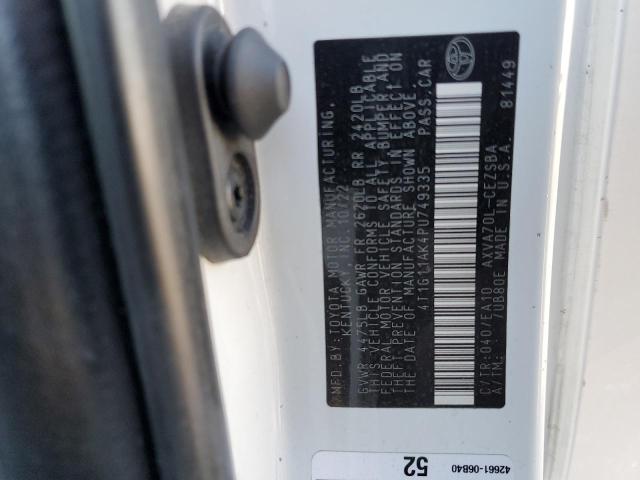 MFD. BY: TOYOTA MOTOR MANUFACTURING,
KENTUCKY, INC. 10/22
GVWR 4475LB GAWR FR 2620LB RR 2420LB
THIS VEHICLE CONFORMS TO ALL APPLICABLE
FEDERAL MOTOR VEHICLE SAFETY, BUMPER AND
THEFT PREVENTION STANDARDS IN EFFECT ON
THE DATE OF MANUFACTURE SHOWN ABOVE.
4T1G11AK4PU749335 PASS.CAR
C/TR:040/EA10 AXVA70L-CEZSBA
A/TM: 70B80E MADE IN U.S.A. 81449
52
42661-06B40